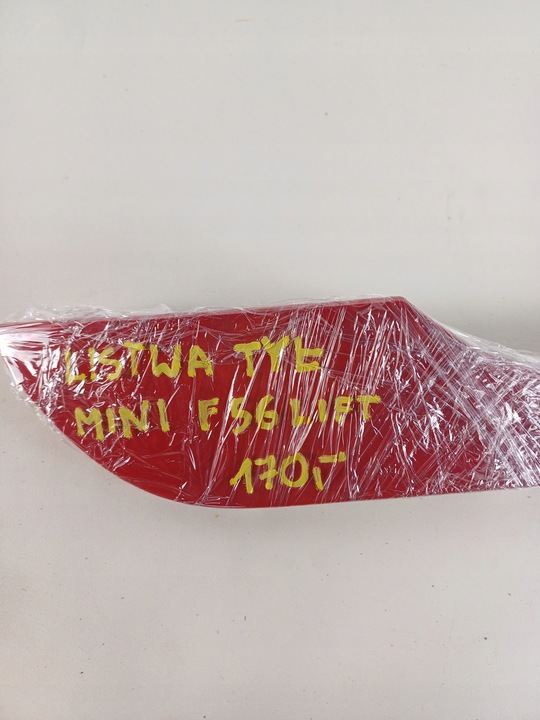 LISTWA TYŁ
MINI F56 LIFT
170,-